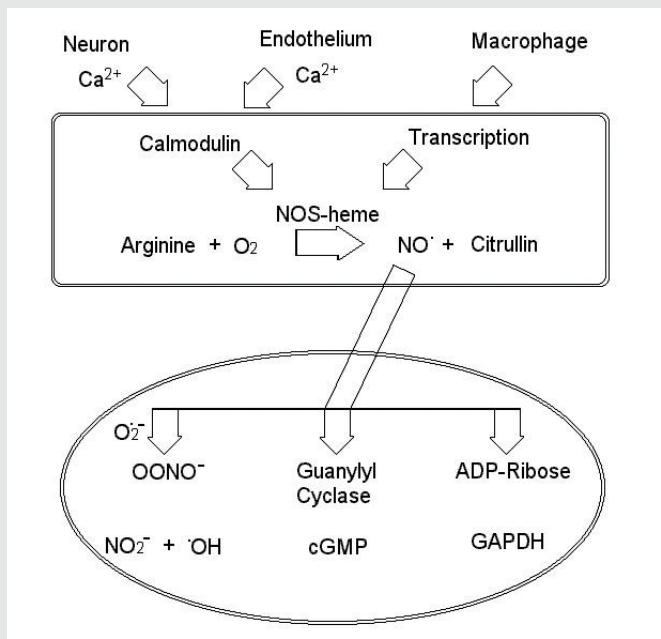 Neuron Endothelium Macrophage
Ca²⁺ Ca²⁺
Calmodulin Transcription
NOS-heme
Arginine + O₂ NO˙ + Citrullin
O₂˙⁻
OONO⁻ Guanylyl Cyclase ADP-Ribose
NO₂⁻ + ˙OH cGMP GAPDH